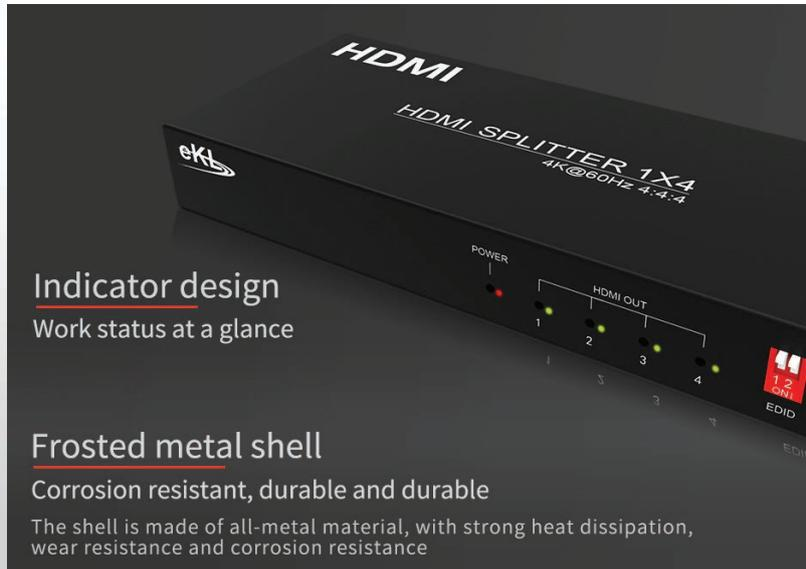 HDMI
HDMI SPLITTER 1X4
4K@60Hz 4:4:4
eKL
POWER
HDMI OUT
1
2
3
4
1 2
ON↓
EDID
Indicator design
Work status at a glance
Frosted metal shell
Corrosion resistant, durable and durable
The shell is made of all-metal material, with strong heat dissipation,
wear resistance and corrosion resistance